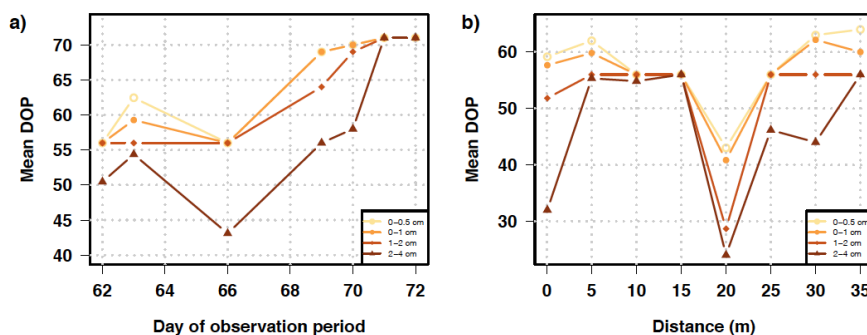 a)
Mean DOP
70
65
60
55
50
45
40
62 64 66 68 70 72
Day of observation period
0–0.5 cm
0–1 cm
1–2 cm
2–4 cm
b)
Mean DOP
60
50
40
30
0 5 10 15 20 25 30 35
Distance (m)
0–0.5 cm
0–1 cm
1–2 cm
2–4 cm